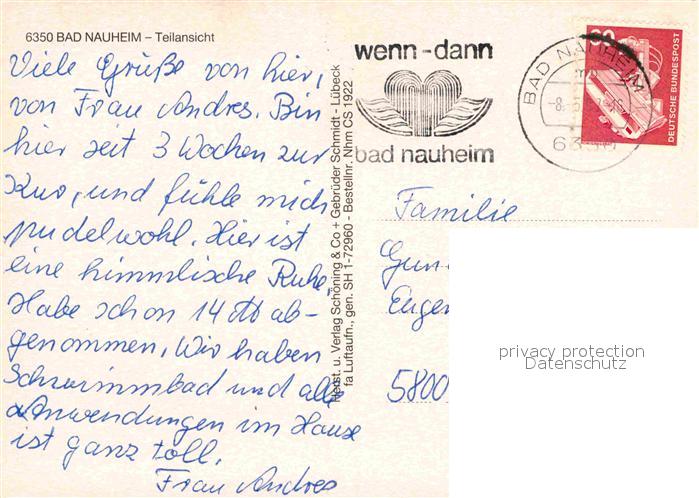 6350 BAD NAUHEIM – Teilansicht
Viele Grüße von hier,
von Frau Andres. Bin
hier seit 3 Wochen zur
Kur, und fühle mich
pudelwohl. Hier ist
eine himmlische Ruhe,
Habe schon 14 ℔ ab-
genommen, Wir haben
Schwimmbad und alle
Anwendungen im Hause
ist ganz toll.
Frau Andres
Herst. u. Verlag Schöning & Co + Gebrüder Schmidt - Lübeck
fa Luftaufn., gen. SH 1-72960 - Bestellnr. Nhm CS 1922
wenn-dann
bad nauheim
BAD NAUHEIM
6350
DEUTSCHE BUNDESPOST
Familie
5800
privacy protection
Datenschutz